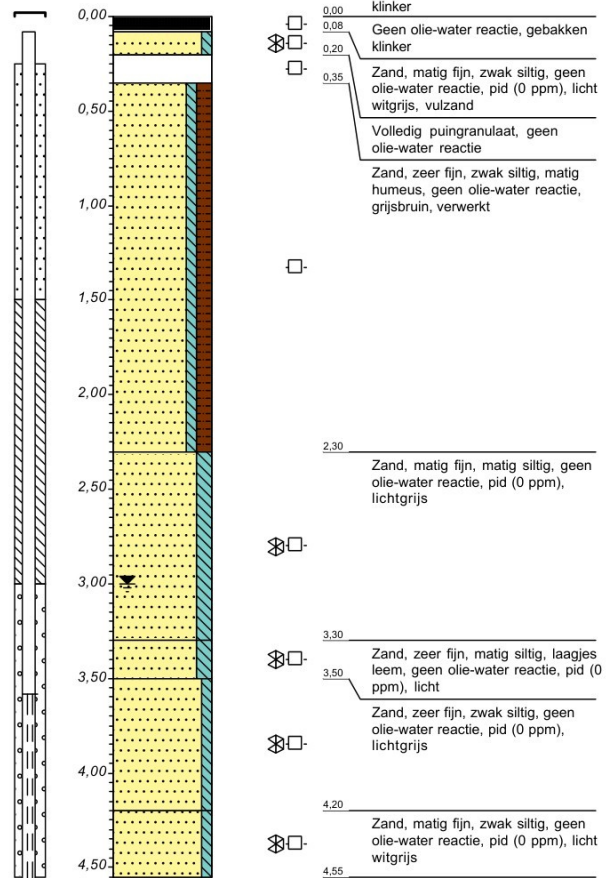 0,00
0,50
1,00
1,50
2,00
2,50
3,00
3,50
4,00
4,50
0,00
klinker
0,08
Geen olie-water reactie, gebakken
klinker
0,20
Zand, matig fijn, zwak siltig, geen
olie-water reactie, pid (0 ppm), licht
witgrijs, vulzand
0,35
Volledig puingranulaat, geen
olie-water reactie
Zand, zeer fijn, zwak siltig, matig
humeus, geen olie-water reactie,
grijsbruin, verwerkt
2,30
Zand, matig fijn, matig siltig, geen
olie-water reactie, pid (0 ppm),
lichtgrijs
3,30
Zand, zeer fijn, matig siltig, laagjes
leem, geen olie-water reactie, pid (0
ppm), licht
3,50
Zand, zeer fijn, zwak siltig, geen
olie-water reactie, pid (0 ppm),
lichtgrijs
4,20
Zand, matig fijn, zwak siltig, geen
olie-water reactie, pid (0 ppm), licht
witgrijs
4,55